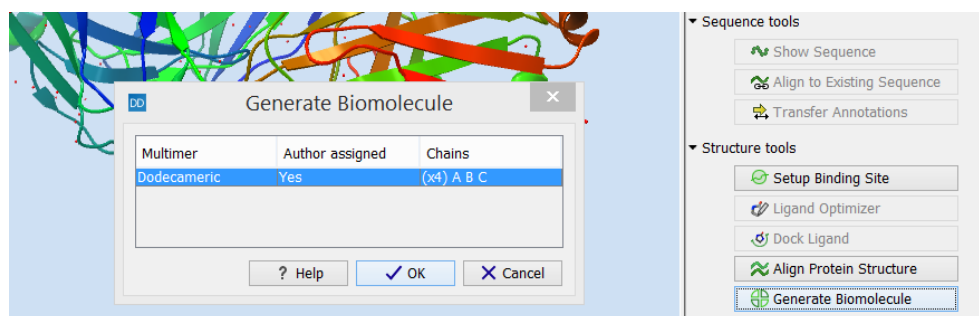 DD Generate Biomolecule ×
Multimer Author assigned Chains
Dodecameric Yes (x4) A B C
? Help OK Cancel
Sequence tools
Show Sequence
Align to Existing Sequence
Transfer Annotations
Structure tools
Setup Binding Site
Ligand Optimizer
Dock Ligand
Align Protein Structure
Generate Biomolecule